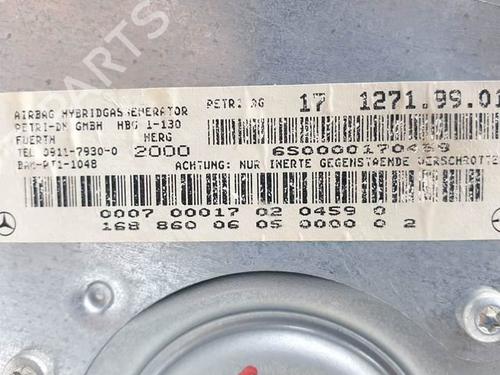 AIRBAG HYBRIDGASGENERATOR PETRI AG 17 1271.99.01
PETRI-DN GMBH HBG 1-130
FUERTH HERG
TEL 0911-7930-0 2000 6S0000170439
BAM-PT1-1048 ACHTUNG: NUR INERTE GEGENSTAENDE
0007 00017 02 0459 0
168 860 06 05 0000 0 2